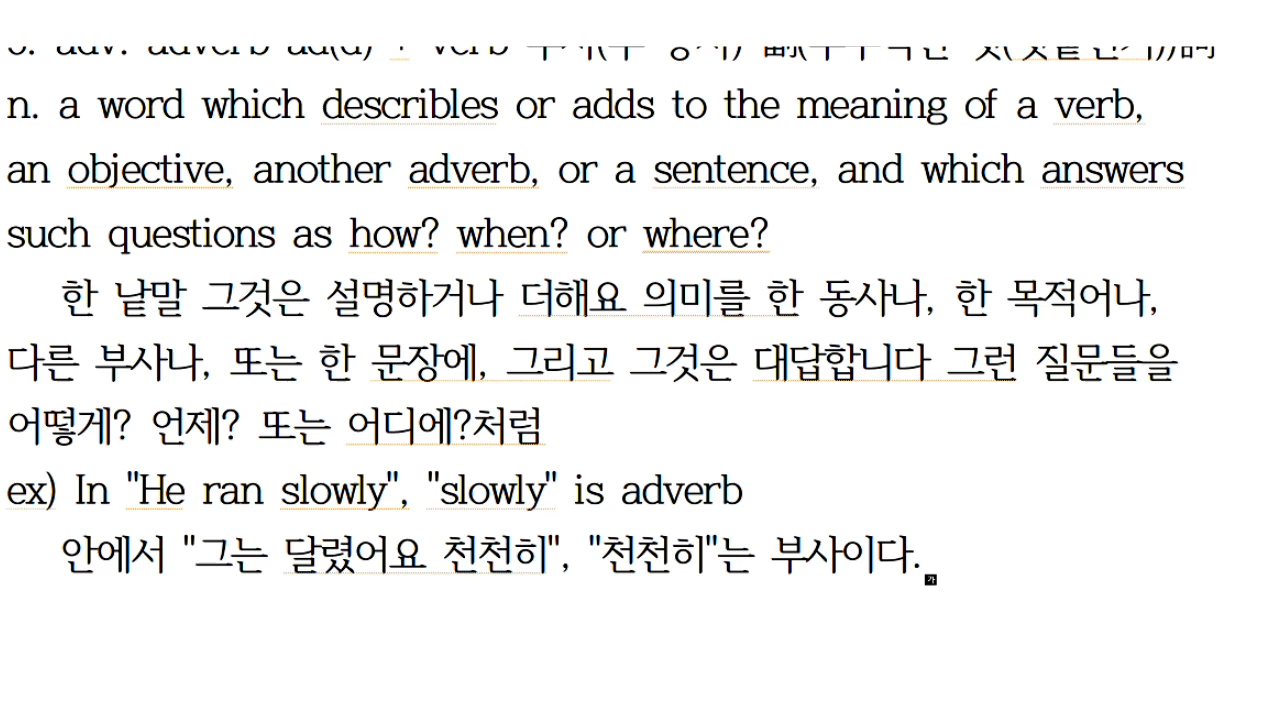 n. a word which describles or adds to the meaning of a verb,
an objective, another adverb, or a sentence, and which answers
such questions as how? when? or where?
한 낱말 그것은 설명하거나 더해요 의미를 한 동사나, 한 목적어나,
다른 부사나, 또는 한 문장에, 그리고 그것은 대답합니다 그런 질문들을
어떻게? 언제? 또는 어디에?처럼
ex) In "He ran slowly", "slowly" is adverb
안에서 "그는 달렸어요 천천히", "천천히"는 부사이다.